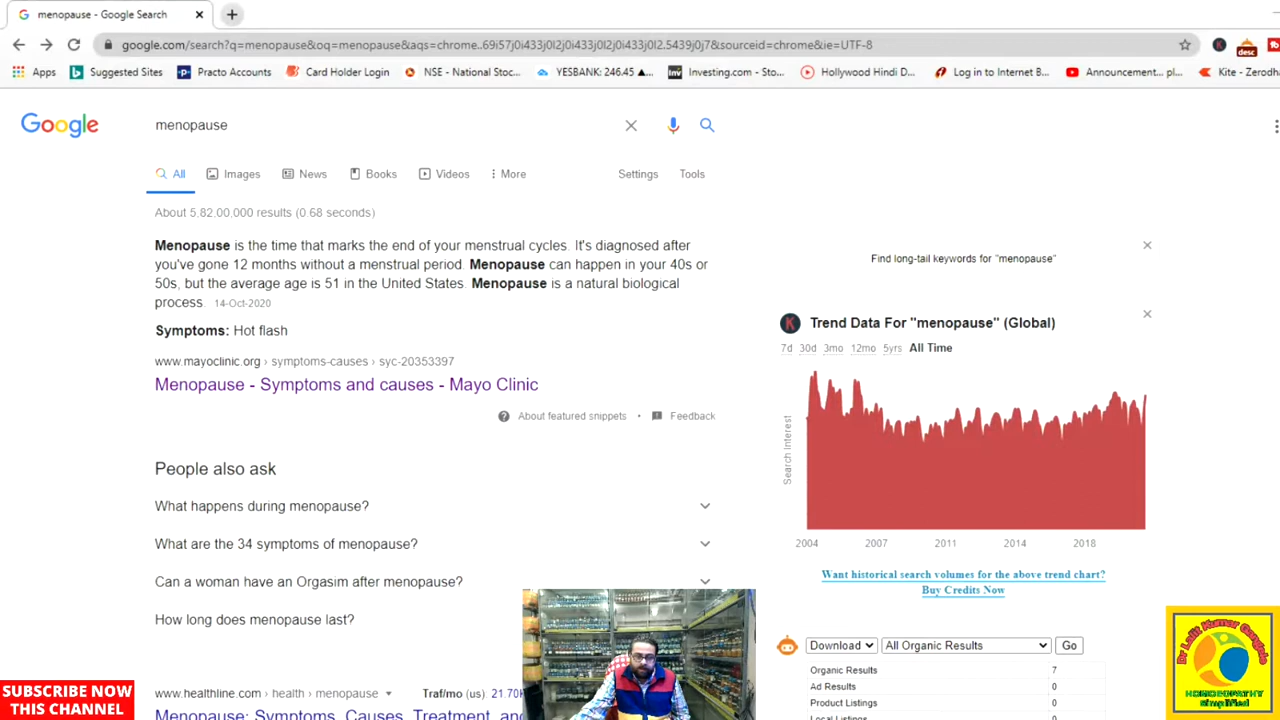 menopause - Google Search
google.com/search?q=menopause&oq=menopause&aqs=chrome..69i57j0i433j0l2j0i433j0l2j0i433j0l2.5439j0j7&sourceid=chrome&ie=UTF-8
desc
Apps
Suggested Sites
Practo Accounts
Card Holder Login
NSE - National Stoc...
YESBANK: 246.45 ▲...
Inv
Investing.com - Sto...
Hollywood Hindi D...
Log in to Internet B...
Announcement... pl...
Kite - Zerodh
Google
menopause
All
Images
News
Books
Videos
More
Settings
Tools
About 5,82,00,000 results (0.68 seconds)
Menopause is the time that marks the end of your menstrual cycles. It's diagnosed after
you've gone 12 months without a menstrual period. Menopause can happen in your 40s or
50s, but the average age is 51 in the United States. Menopause is a natural biological
process. 14-Oct-2020
Symptoms: Hot flash
www.mayoclinic.org › symptoms-causes › syc-20353397
Menopause - Symptoms and causes - Mayo Clinic
About featured snippets • Feedback
People also ask
What happens during menopause?
What are the 34 symptoms of menopause?
Can a woman have an Orgasim after menopause?
How long does menopause last?
www.healthline.com › health › menopause
Traf/mo (us) 21.70
Menopause: Symptoms, Causes, Treatment, and
Find long-tail keywords for "menopause"
K
Trend Data For "menopause" (Global)
7d 30d 3mo 12mo 5yrs All Time
Search Interest
2004 2007 2011 2014 2018
Want historical search volumes for the above trend chart?
Buy Credits Now
Download
All Organic Results
Go
Organic Results 7
Ad Results 0
Product Listings 0
Local Listings
SUBSCRIBE NOW
THIS CHANNEL
HOMOEOPATHY
Simplified